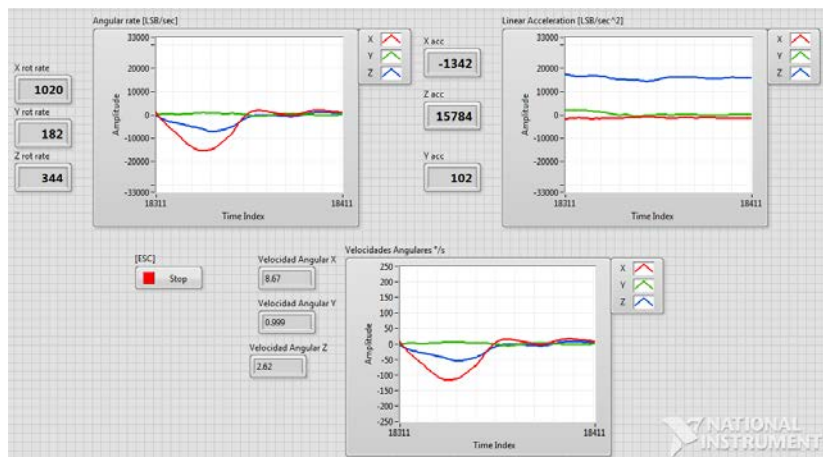 Angular rate [LSB/sec]
33000
20000
10000
0
-10000
-20000
-33000
Amplitude
18311
18411
Time Index
X
Y
Z
X rot rate
1020
Y rot rate
182
Z rot rate
344
X acc
-1342
Z acc
15784
Y acc
102
Linear Acceleration [LSB/sec^2]
33000
20000
10000
0
-10000
-20000
-33000
Amplitude
18311
18411
Time Index
X
Y
Z
[ESC]
Stop
Velocidad Angular X
8.67
Velocidad Angular Y
0.999
Velocidad Angular Z
2.62
Velocidades Angulares °/s
250
200
150
100
50
0
-50
-100
-150
-200
-250
Amplitude
18311
18411
Time Index
X
Y
Z
NATIONAL
INSTRUMENT